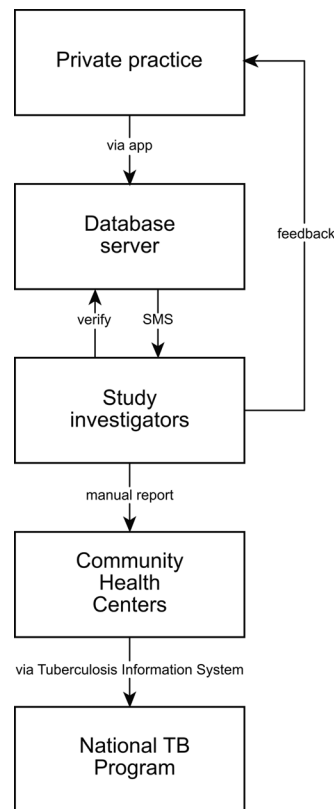 Private practice
via app
Database
server
feedback
verify
SMS
Study
investigators
manual report
Community
Health
Centers
via Tuberculosis Information System
National TB
Program